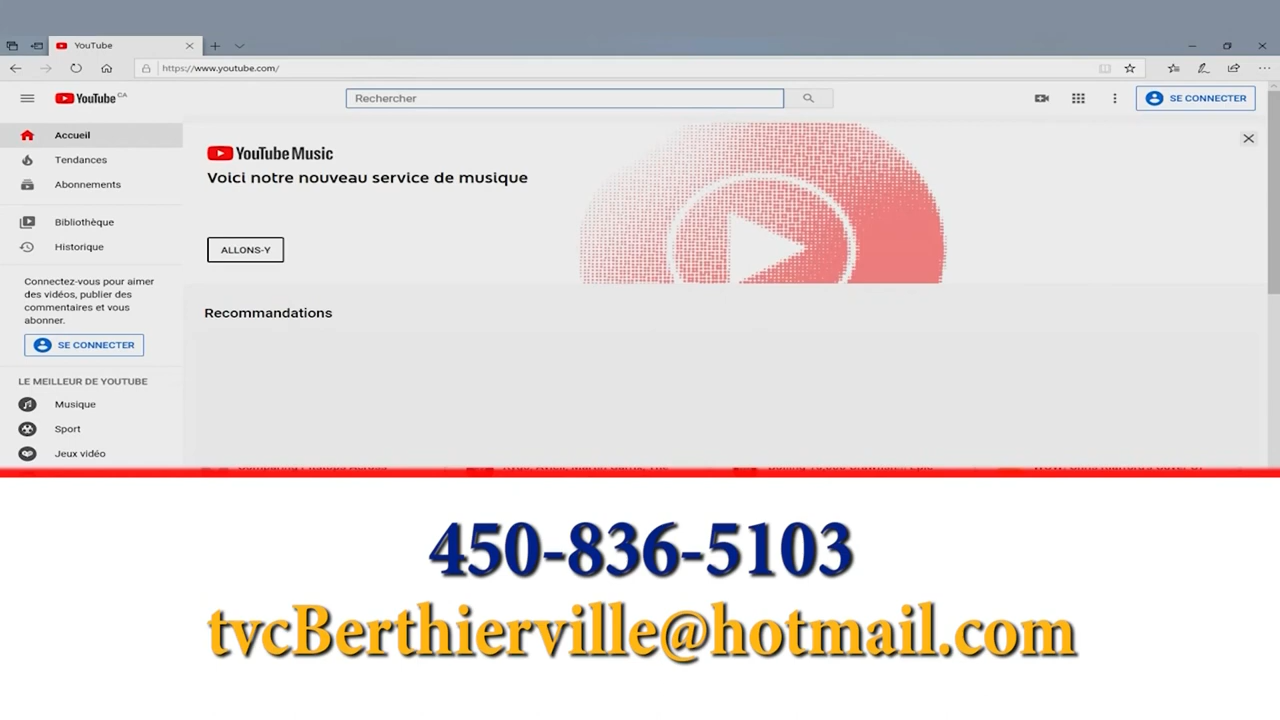 YouTube
https://www.youtube.com/
YouTube CA
Rechercher
SE CONNECTER
Accueil
Tendances
Abonnements
Bibliothèque
Historique
Connectez-vous pour aimer
des vidéos, publier des
commentaires et vous
abonner.
SE CONNECTER
LE MEILLEUR DE YOUTUBE
Musique
Sport
Jeux vidéo
YouTube Music
Voici notre nouveau service de musique
ALLONS-Y
Recommandations
450-836-5103
tvcBerthierville@hotmail.com